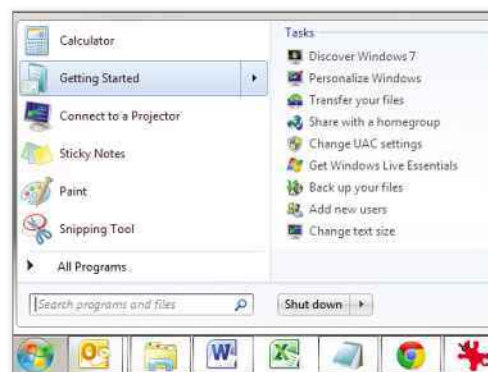 Calculator
Getting Started
Connect to a Projector
Sticky Notes
Paint
Snipping Tool
All Programs
Search programs and files
Tasks
Discover Windows 7
Personalize Windows
Transfer your files
Share with a homegroup
Change UAC settings
Get Windows Live Essentials
Back up your files
Add new users
Change text size
Shut down